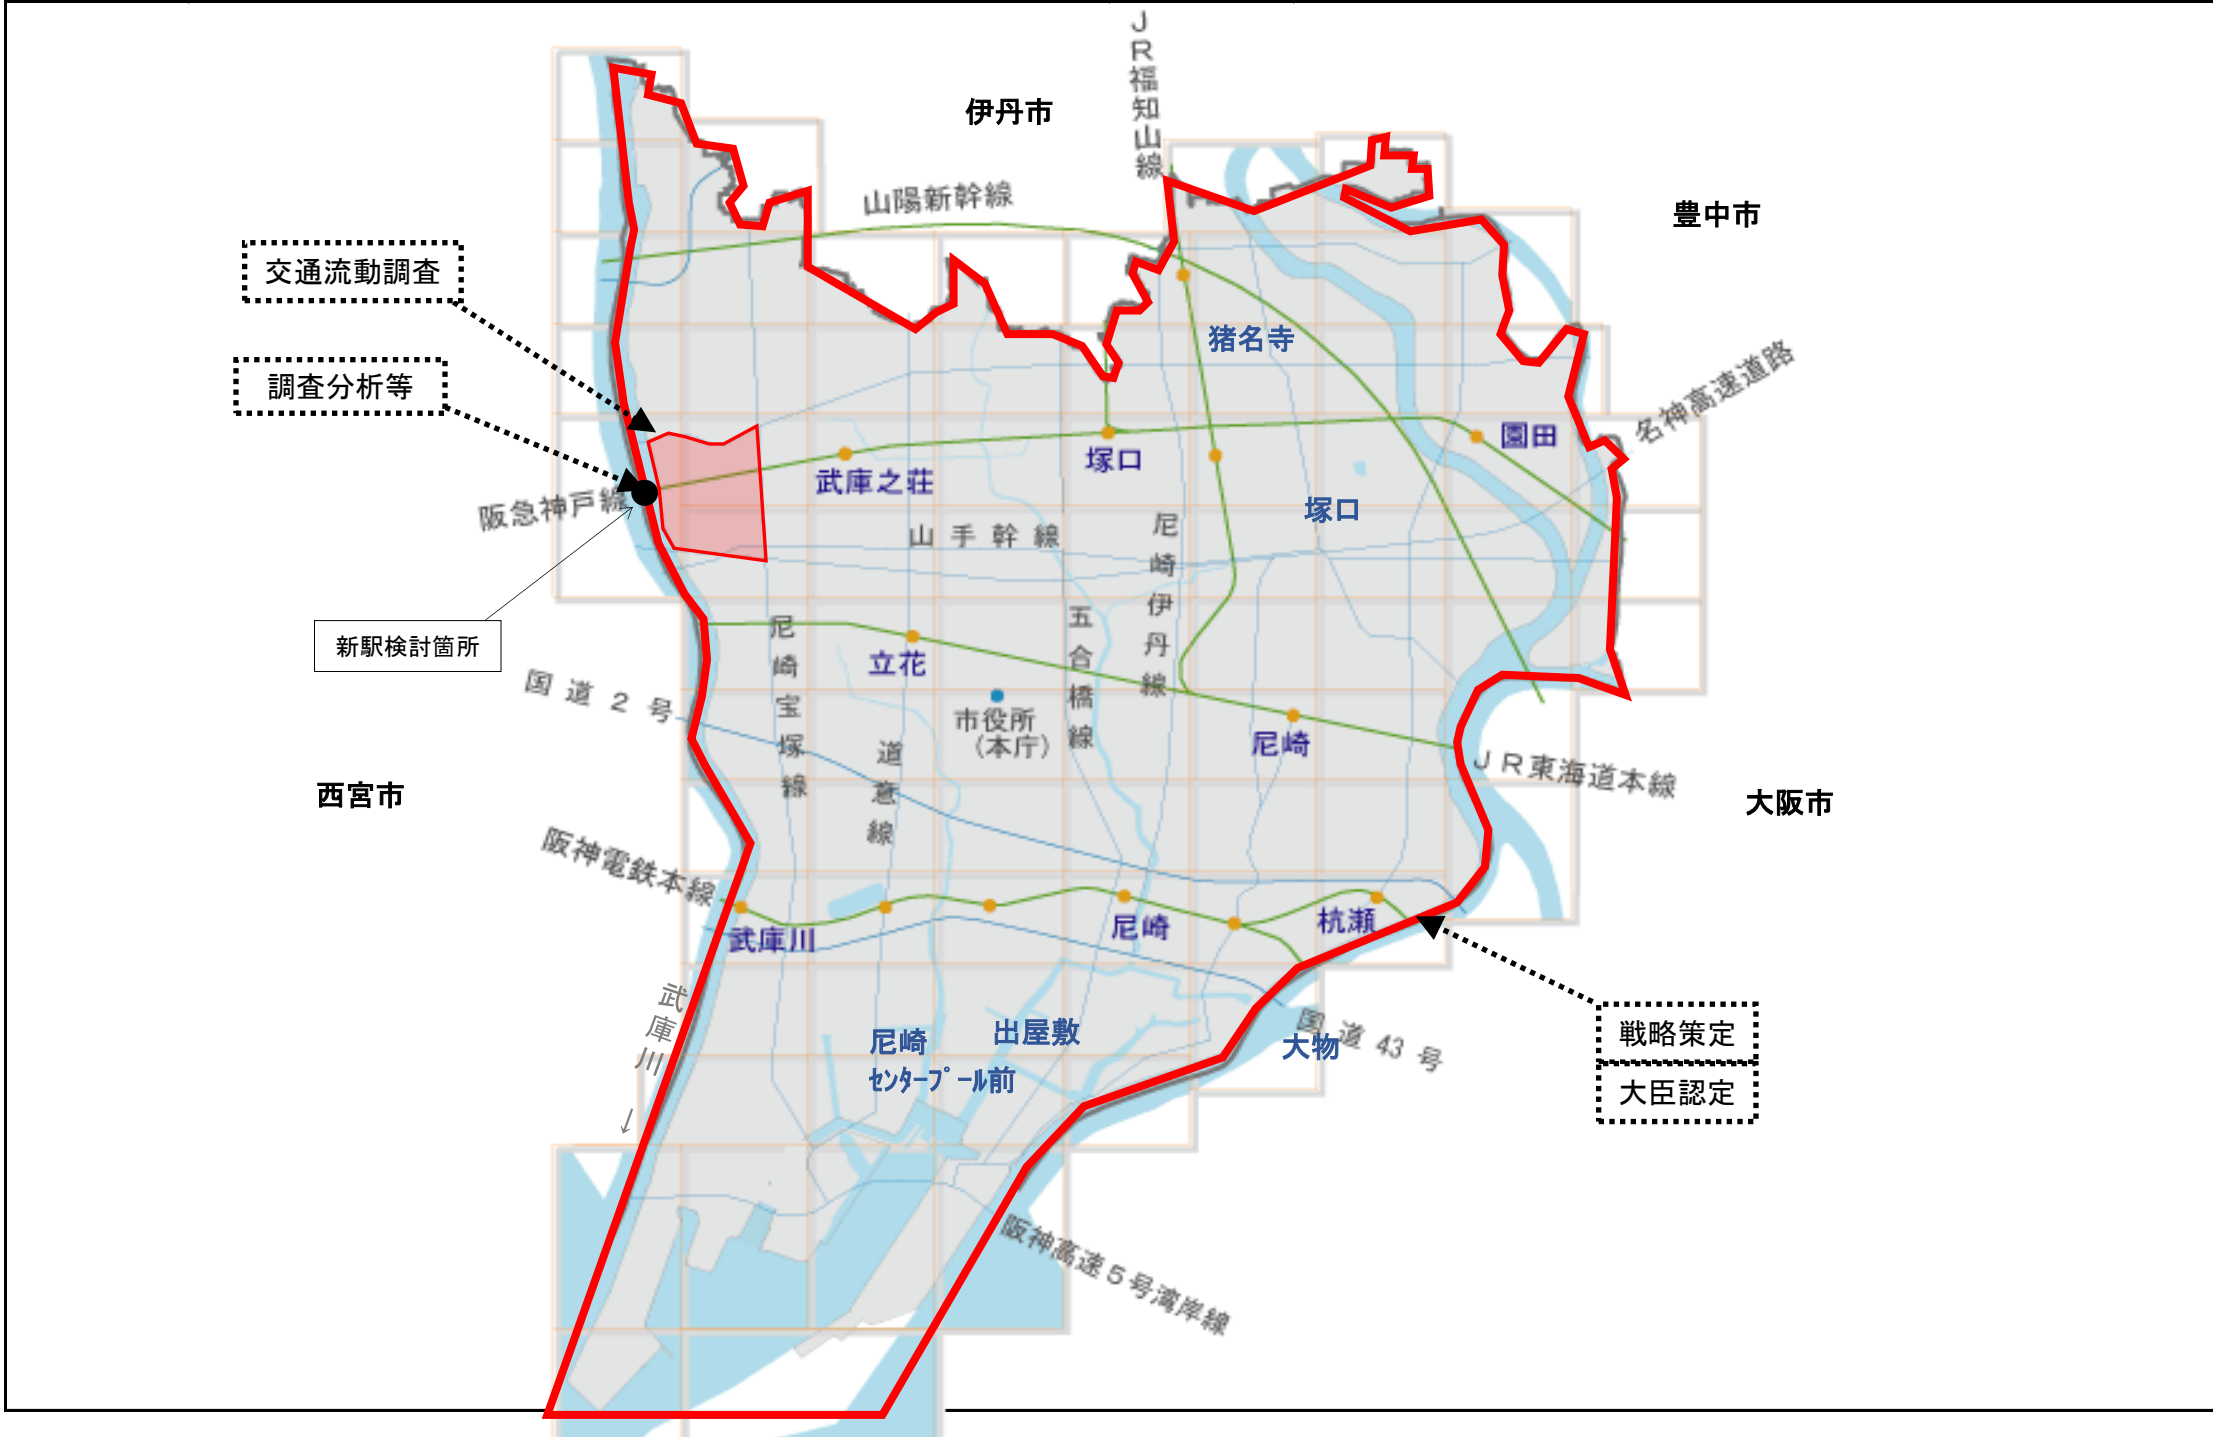 ＪＲ福知山線
伊丹市
山陽新幹線
豊中市
交通流動調査
猪名寺
名神高速道路
調査分析等
園田
塚口
武庫之荘
阪急神戸線
塚口
山手幹線
尼崎伊丹線
新駅検討箇所
五合橋線
尼崎宝塚線
立花
国道２号
市役所
（本庁）
道意線
尼崎
ＪＲ東海道本線
西宮市
大阪市
阪神電鉄本線
武庫川
尼崎
杭瀬
武庫川
↓
尼崎
ｾﾝﾀｰﾌﾟｰﾙ前
出屋敷
大物
国道43号
戦略策定
大臣認定
阪神高速５号湾岸線